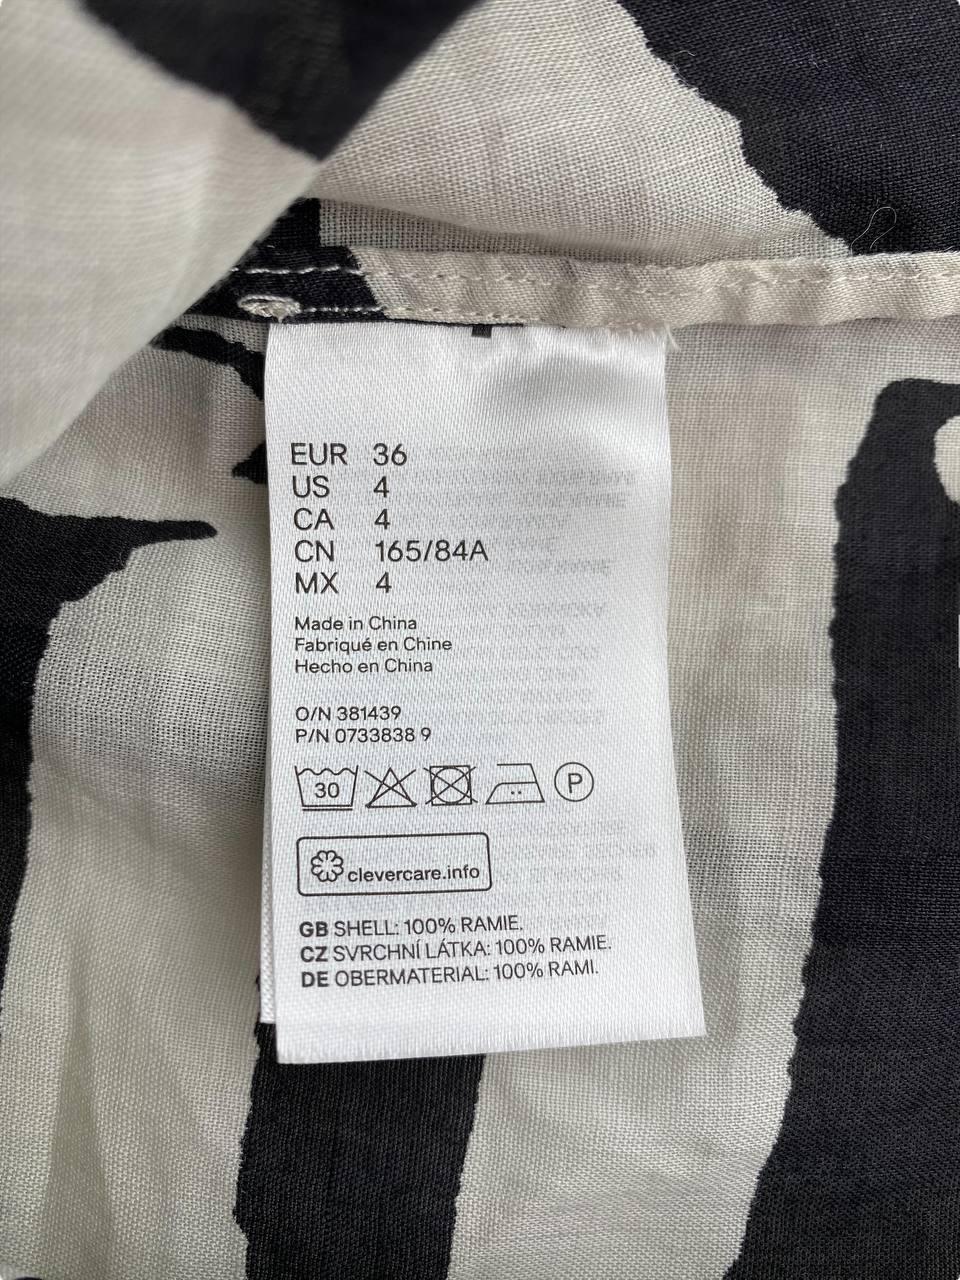 EUR 36
US 4
CA 4
CN 165/84A
MX 4
Made in China
Fabriqué en Chine
Hecho en China
O/N 381439
P/N 0733838 9
30
P
clevercare.info
GB SHELL: 100% RAMIE.
CZ SVRCHNÍ LÁTKA: 100% RAMIE.
DE OBERMATERIAL: 100% RAMI.